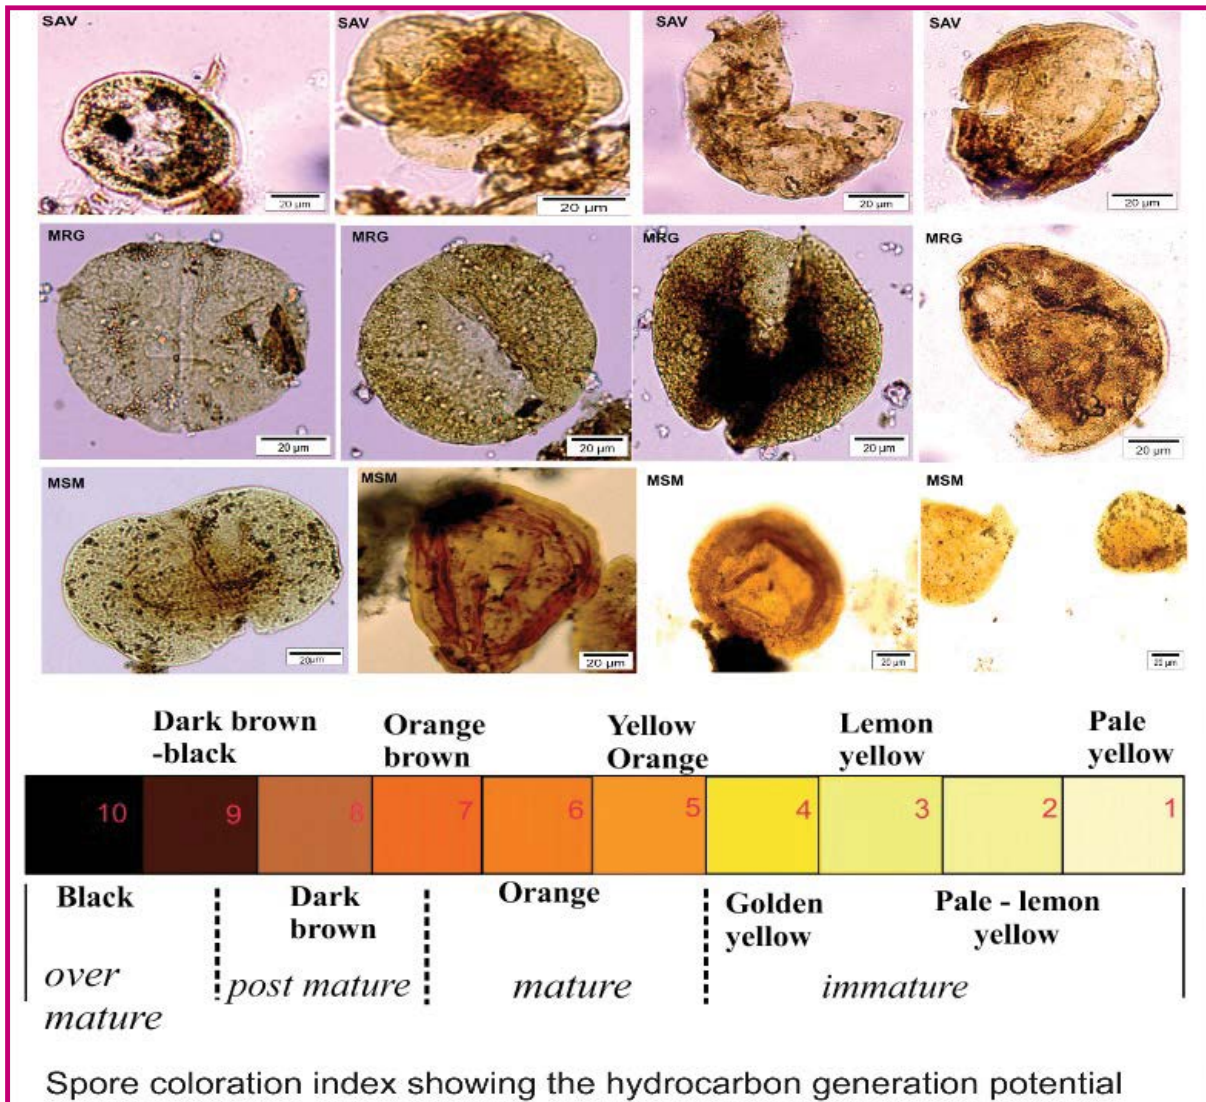 SAV
SAV
SAV
SAV
20 µm
20 µm
20 µm
20 µm
MRG
MRG
MRG
MRG
20 µm
20 µm
20 µm
20 µm
MSM
MSM
MSM
MSM
20µm
20 µm
20 µm
20 µm
Dark brown
-black
Orange
brown
Yellow
Orange
Lemon
yellow
Pale
yellow
10 9 8 7 6 5 4 3 2 1
Black
Dark
brown
Orange
Golden
yellow
Pale - lemon
yellow
over
mature
post mature
mature
immature
Spore coloration index showing the hydrocarbon generation potential